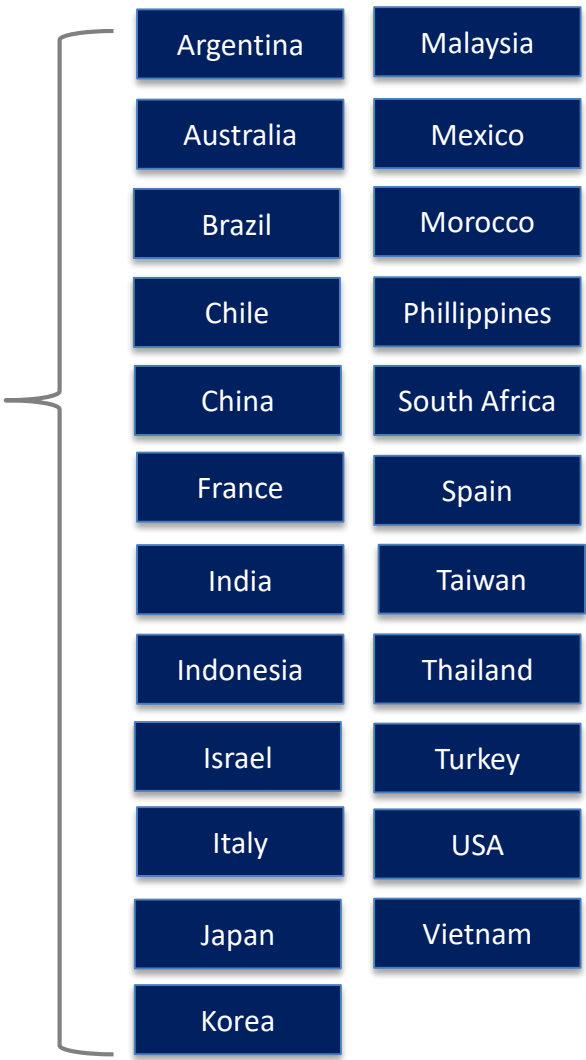 Argentina
Australia
Brazil
Chile
China
France
India
Indonesia
Israel
Italy
Japan
Korea
Malaysia
Mexico
Morocco
Phillippines
South Africa
Spain
Taiwan
Thailand
Turkey
USA
Vietnam